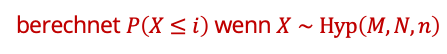 berechnet P(X ≤ i) wenn X ~ Hyp(M, N, n)